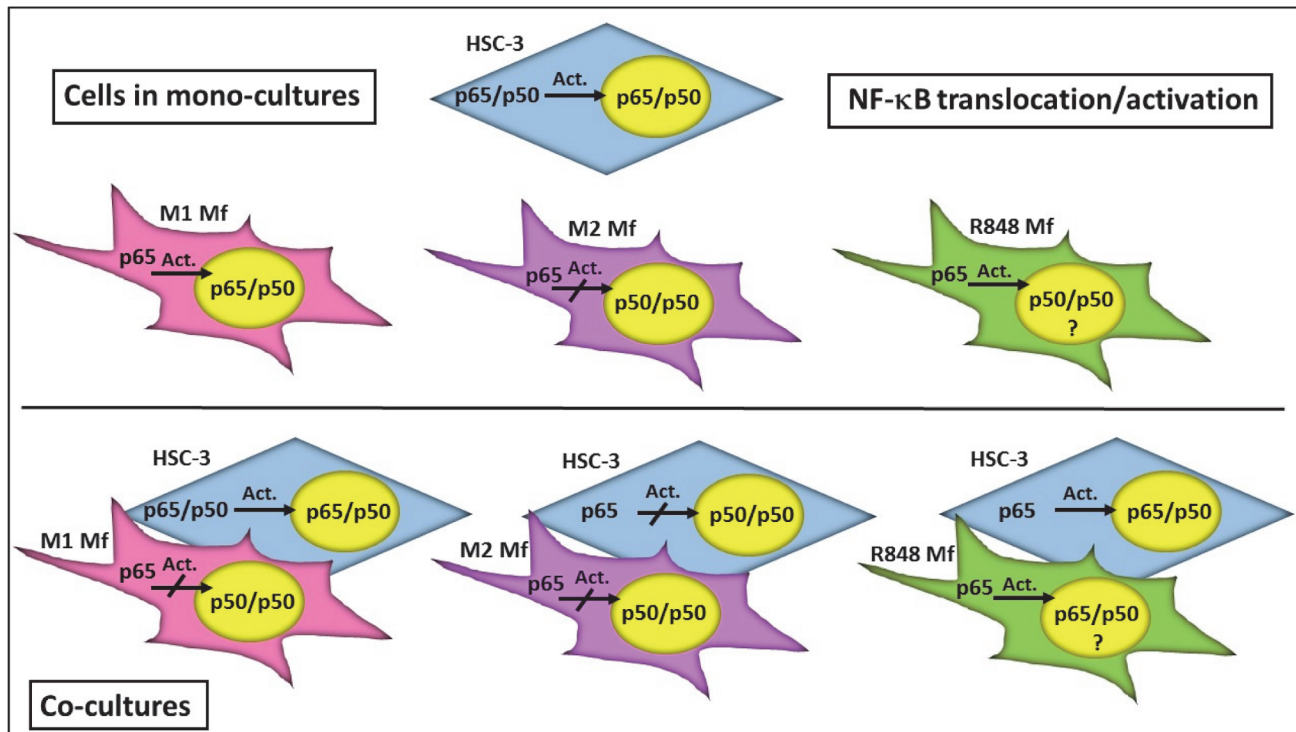 HSC-3
Cells in mono-cultures
p65/p50 Act. p65/p50
NF-κB translocation/activation
M1 Mf
p65 Act.
p65/p50
M2 Mf
p65 Act.
p50/p50
R848 Mf
p65 Act.
p50/p50
?
HSC-3
p65/p50 Act. p65/p50
M1 Mf
p65 Act.
p50/p50
HSC-3
p65 Act. p50/p50
M2 Mf
p65 Act.
p50/p50
HSC-3
p65 Act. p65/p50
R848 Mf
p65 Act.
p65/p50
?
Co-cultures